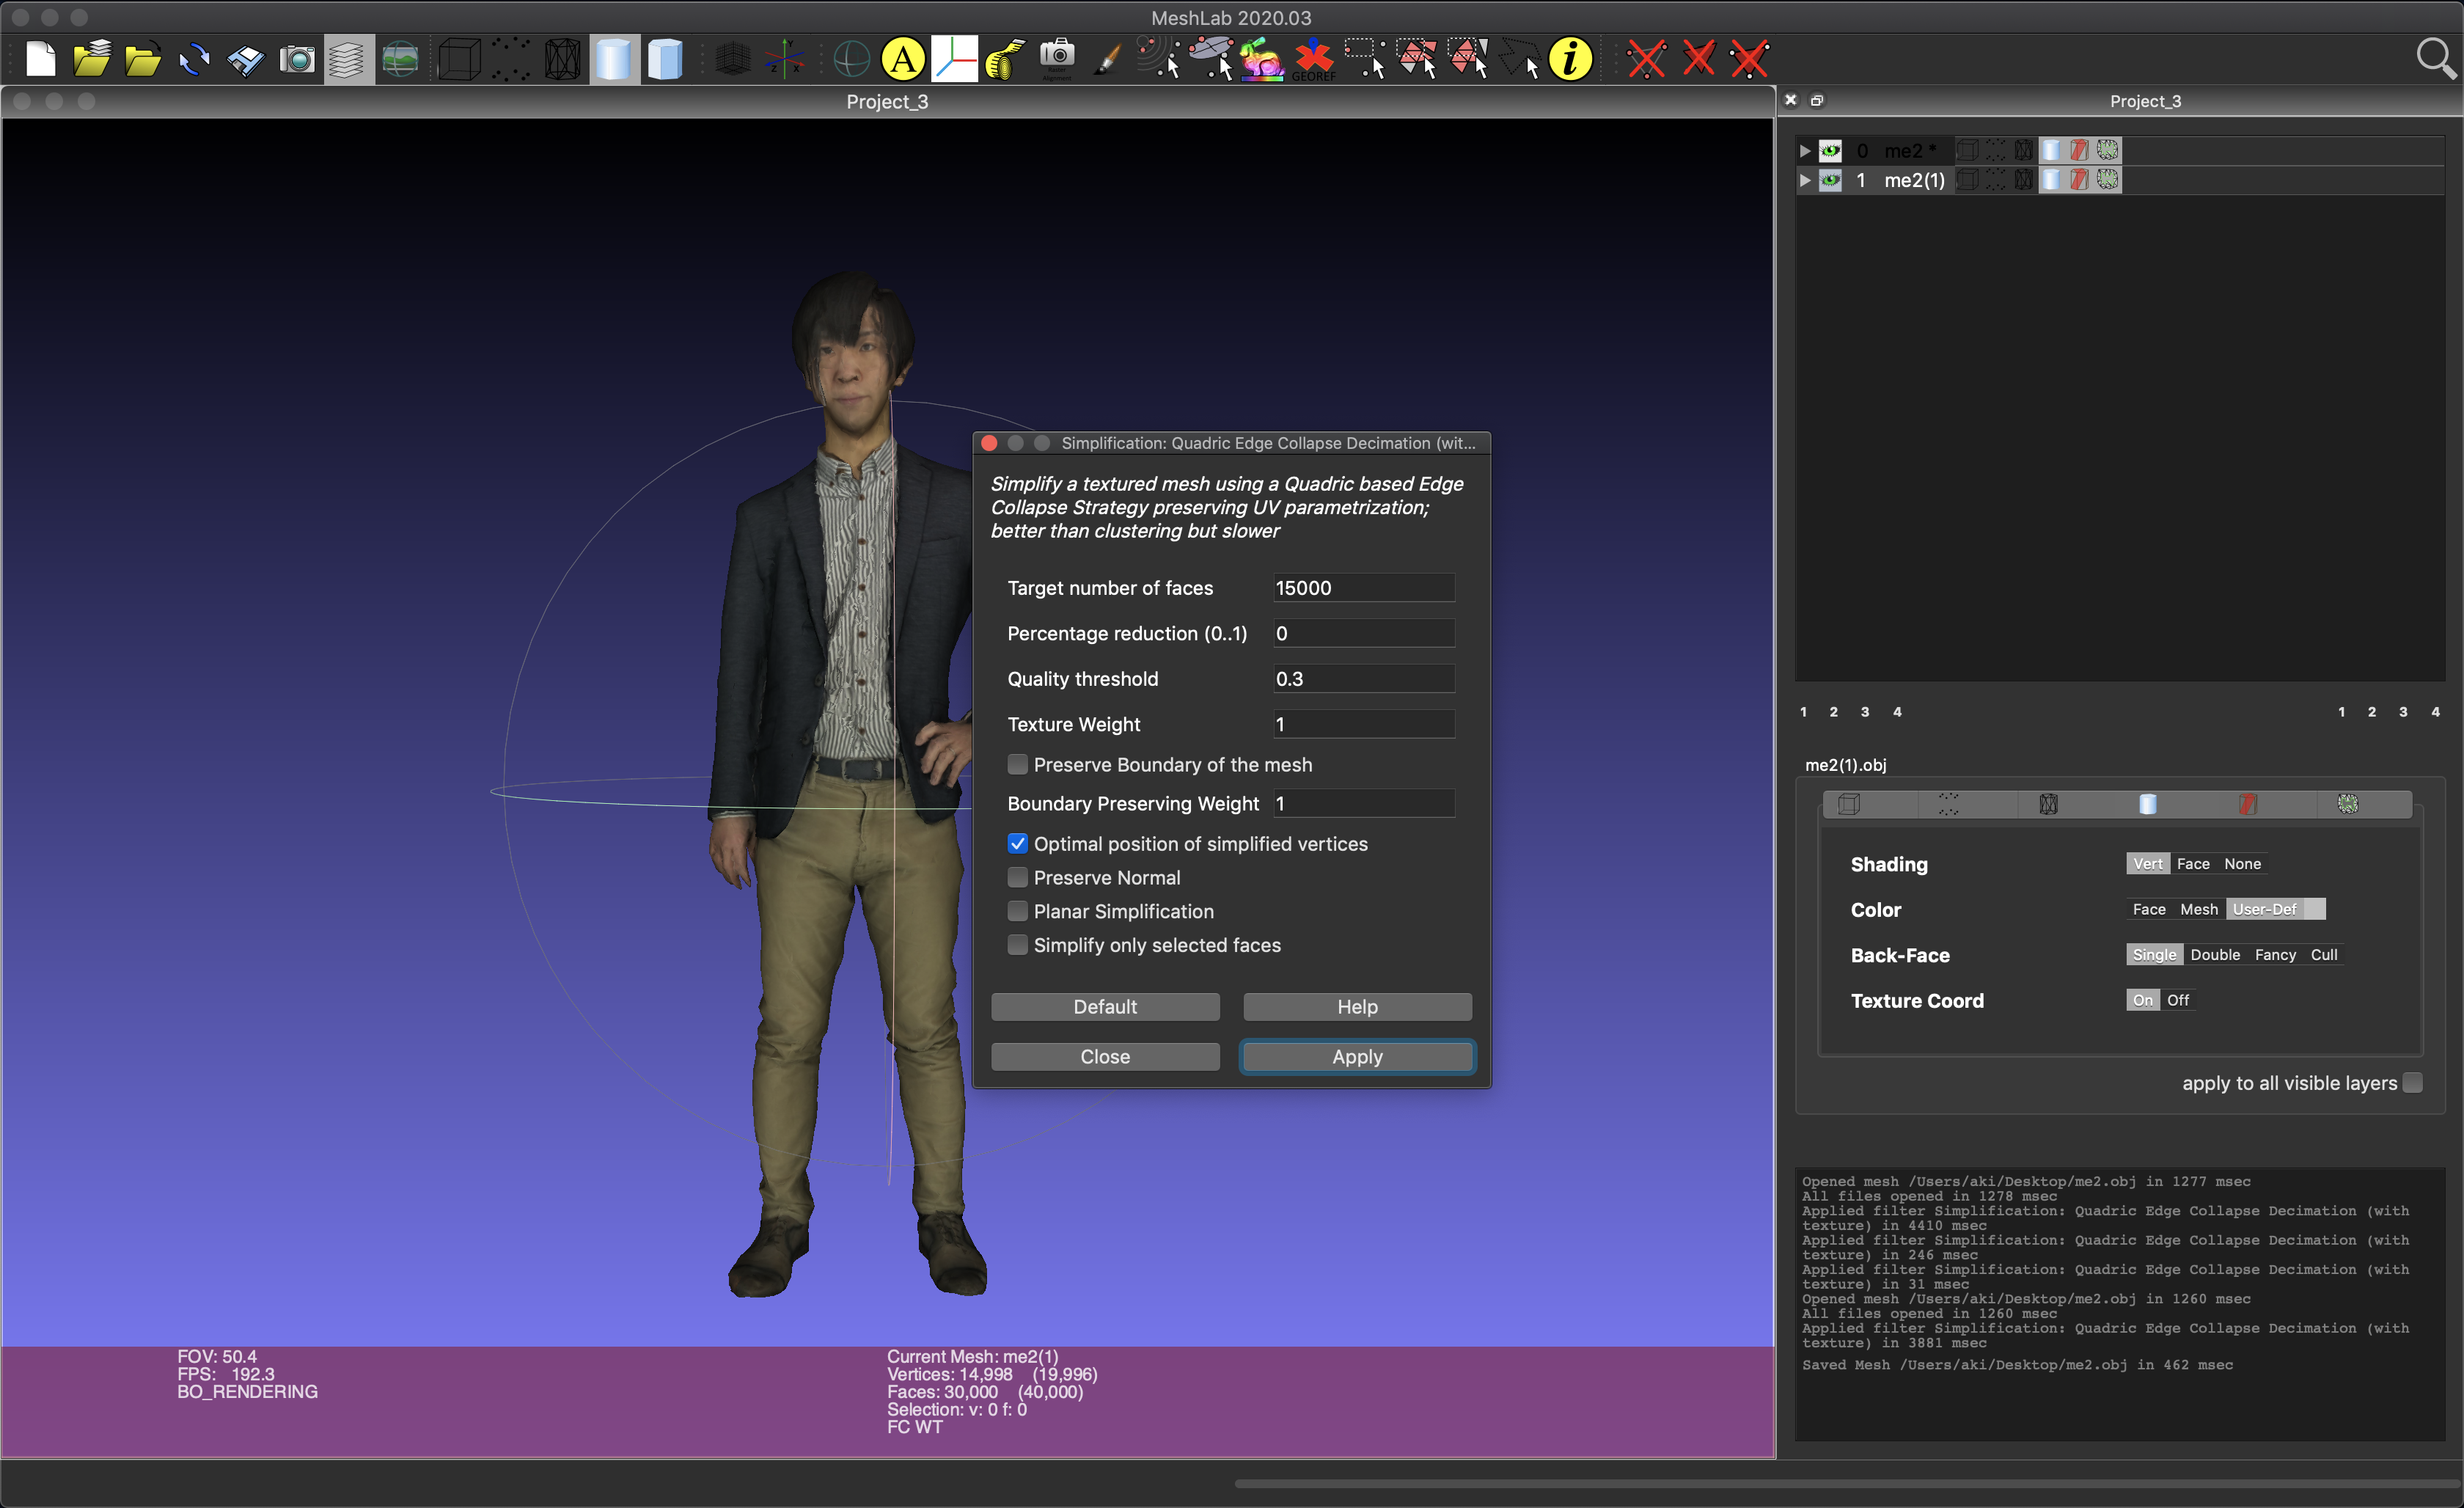 MeshLab 2020.03
A
GEOREF
i
Project_3
Project_3
0 me2 *
1 me2(1)
Simplification: Quadric Edge Collapse Decimation (wit...
Simplify a textured mesh using a Quadric based Edge
Collapse Strategy preserving UV parametrization;
better than clustering but slower
Target number of faces 15000
Percentage reduction (0..1) 0
Quality threshold 0.3
Texture Weight 1
Preserve Boundary of the mesh
Boundary Preserving Weight 1
Optimal position of simplified vertices
Preserve Normal
Planar Simplification
Simplify only selected faces
Default Help
Close Apply
1 2 3 4 1 2 3 4
me2(1).obj
Shading Vert Face None
Color Face Mesh User-Def
Back-Face Single Double Fancy Cull
Texture Coord On Off
apply to all visible layers
Opened mesh /Users/aki/Desktop/me2.obj in 1277 msec
All files opened in 1278 msec
Applied filter Simplification: Quadric Edge Collapse Decimation (with
texture) in 4410 msec
Applied filter Simplification: Quadric Edge Collapse Decimation (with
texture) in 246 msec
Applied filter Simplification: Quadric Edge Collapse Decimation (with
texture) in 31 msec
Opened mesh /Users/aki/Desktop/me2.obj in 1260 msec
All files opened in 1260 msec
Applied filter Simplification: Quadric Edge Collapse Decimation (with
texture) in 3881 msec
Saved Mesh /Users/aki/Desktop/me2.obj in 462 msec
FOV: 50.4
FPS: 192.3
BO_RENDERING
Current Mesh: me2(1)
Vertices: 14,998 (19,996)
Faces: 30,000 (40,000)
Selection: v: 0 f: 0
FC WT